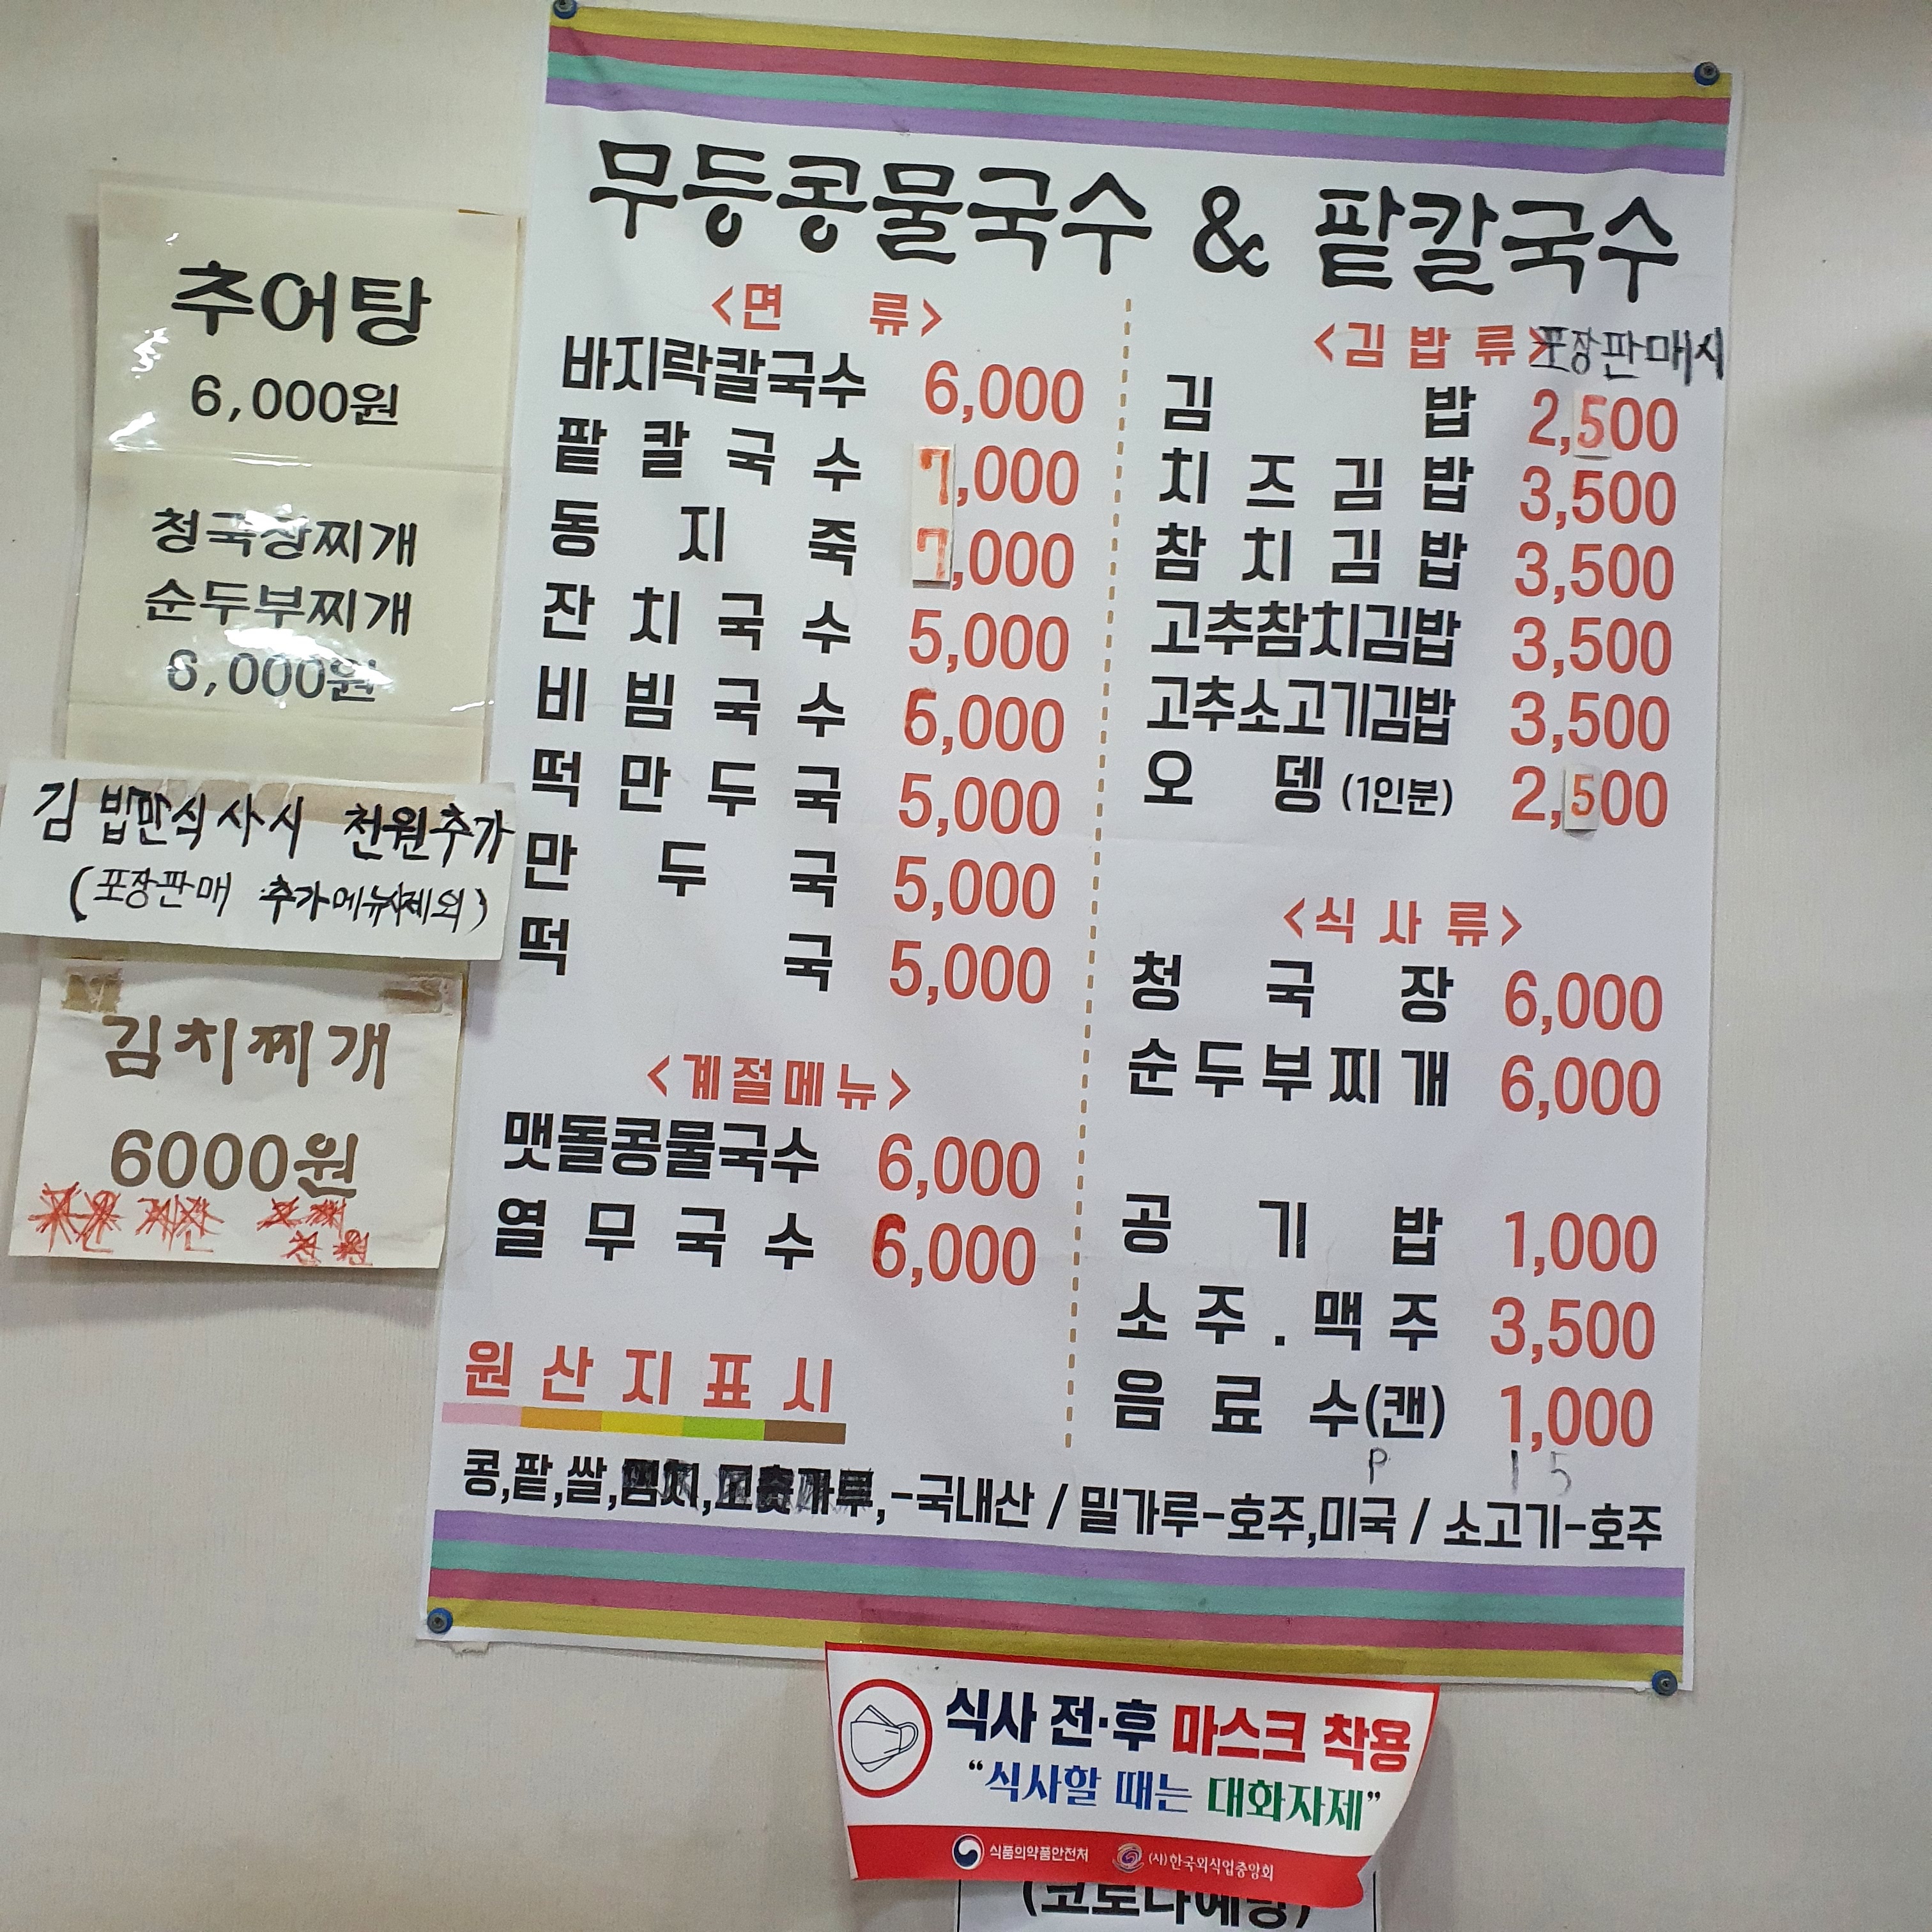 무등콩물국수 & 팥칼국수
<면 류>
바지락칼국수 6,000
팥칼국수 7,000
동지죽 7,000
잔치국수 5,000
비빔국수 6,000
떡만두국 5,000
만두국 5,000
떡국 5,000
<계절메뉴>
맷돌콩물국수 6,000
열무국수 6,000
<김밥류> 포장판매시
김밥 2,500
치즈김밥 3,500
참치김밥 3,500
고추참치김밥 3,500
고추소고기김밥 3,500
오뎅(1인분) 2,500
<식사류>
청국장 6,000
순두부찌개 6,000
공기밥 1,000
소주.맥주 3,500
음료수(캔) 1,000
P 15
원산지표시
콩,팥,쌀,김치,고춧가루,-국내산 / 밀가루-호주,미국 / 소고기-호주
추어탕
6,000원
청국장찌개
순두부찌개
6,000원
김밥만식사시 천원추가
(포장판매 추가메뉴시제외)
김치찌개
6000원
식사 전·후 마스크 착용
“식사할 때는 대화자제”
식품의약품안전처 (사)한국외식업중앙회
(코로나예방)